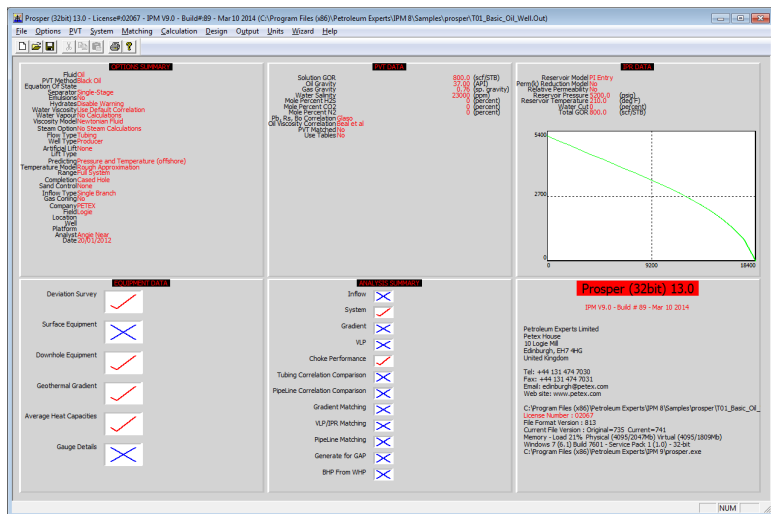 Prosper (32bit) 13.0 - License#:02067 - IPM V9.0 - Build#:89 - Mar 10 2014 (C:\Program Files (x86)\Petroleum Experts\IPM 8\Samples\prosper\T01_Basic_Oil_Well.Out)
File Options PVT System Matching Calculation Design Output Units Wizard Help
OPTIONS SUMMARY
Fluid Oil
PVT Method Black Oil
Equation Of State
Separator Single-Stage
Emulsions No
Hydrates Disable Warning
Water Viscosity Use Default Correlation
Water Vapour No Calculations
Viscosity Model Newtonian Fluid
Steam Option No Steam Calculations
Flow Type Tubing
Well Type Producer
Artificial Lift None
Lift Type
Predicting Pressure and Temperature (offshore)
Temperature Model Rough Approximation
Range Full System
Completion Cased Hole
Sand Control None
Inflow Type Single Branch
Gas Coning No
Company PETEX
Field Logie
Location
Well
Platform
Analyst Angie Near
Date 20/01/2012
PVT DATA
Solution GOR 800.0 (scf/STB)
Oil Gravity 37.00 (API)
Gas Gravity 0.76 (sp. gravity)
Water Salinity 23000 (ppm)
Mole Percent H2S 0 (percent)
Mole Percent CO2 0 (percent)
Mole Percent N2 0 (percent)
Pb, Rs, Bo Correlation Glaso
Oil Viscosity Correlation Beal et al
PVT Matched No
Use Tables No
IPR DATA
Reservoir Model PI Entry
Perm(k) Reduction Model No
Relative Permeability No
Reservoir Pressure 5200.0 (psig)
Reservoir Temperature 210.0 (deg F)
Water Cut 0 (percent)
Total GOR 800.0 (scf/STB)
5400
2700
0
0 9200 18400
EQUIPMENT DATA
Deviation Survey
Surface Equipment
Downhole Equipment
Geothermal Gradient
Average Heat Capacities
Gauge Details
ANALYSIS SUMMARY
Inflow
System
Gradient
VLP
Choke Performance
Tubing Correlation Comparison
PipeLine Correlation Comparison
Gradient Matching
VLP/IPR Matching
PipeLine Matching
Generate for GAP
BHP From WHP
Prosper (32bit) 13.0
IPM V9.0 - Build # 89 - Mar 10 2014
Petroleum Experts Limited
Petex House
10 Logie Mill
Edinburgh, EH7 4HG
United Kingdom
Tel: +44 131 474 7030
Fax: +44 131 474 7031
Email: edinburgh@petex.com
Web site: www.petex.com
C:\Program Files (x86)\Petroleum Experts\IPM 8\Samples\prosper\T01_Basic_Oil_
License Number : 02067
File Format Version : 813
Current File Version : Original=735 Current=741
Memory - Load 21% Physical (4095/2047Mb) Virtual (4095/1809Mb)
Windows 7 (6.1) Build 7601 - Service Pack 1 (1.0) - 32-bit
C:\Program Files (x86)\Petroleum Experts\IPM 9\prosper.exe
NUM